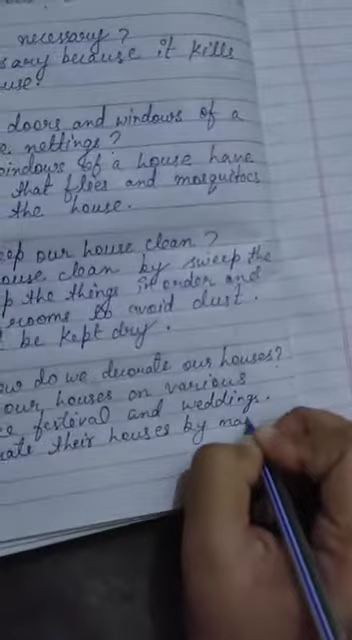 necessary?
sary because it kills
use.
doors and windows of a
e nettings?
windows of a house have
that flies and mosquitoes
the house.
eep our house clean?
ouse clean by sweep the
p the things in order and
rooms to avoid dust.
be kept dry.
ow do we decorate our houses?
our houses on various
e festival and weddings.
ate their houses by ma